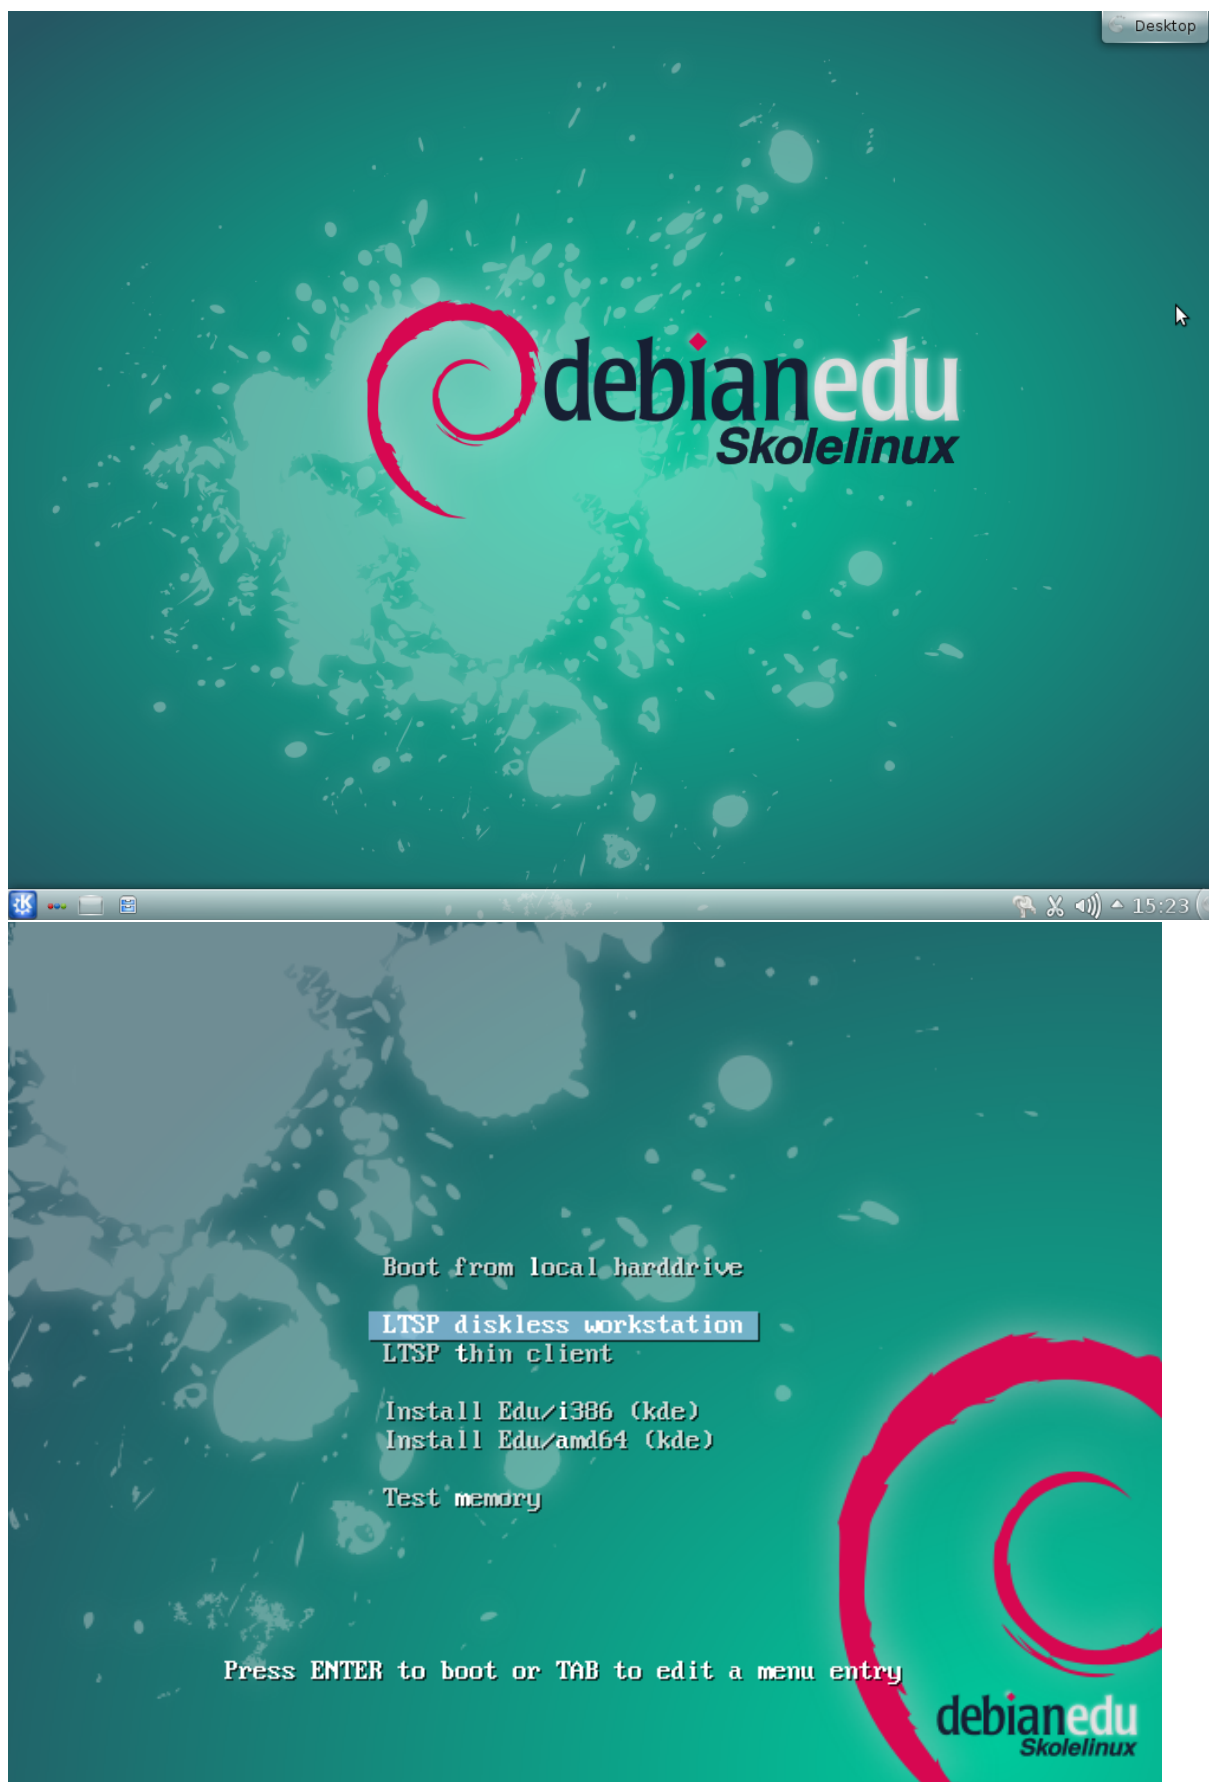 Desktop
debianedu
Skolelinux
15:23
Boot from local harddrive
LTSP diskless workstation
LTSP thin client
Install Edu/i386 (kde)
Install Edu/amd64 (kde)
Test memory
Press ENTER to boot or TAB to edit a menu entry
debianedu
Skolelinux